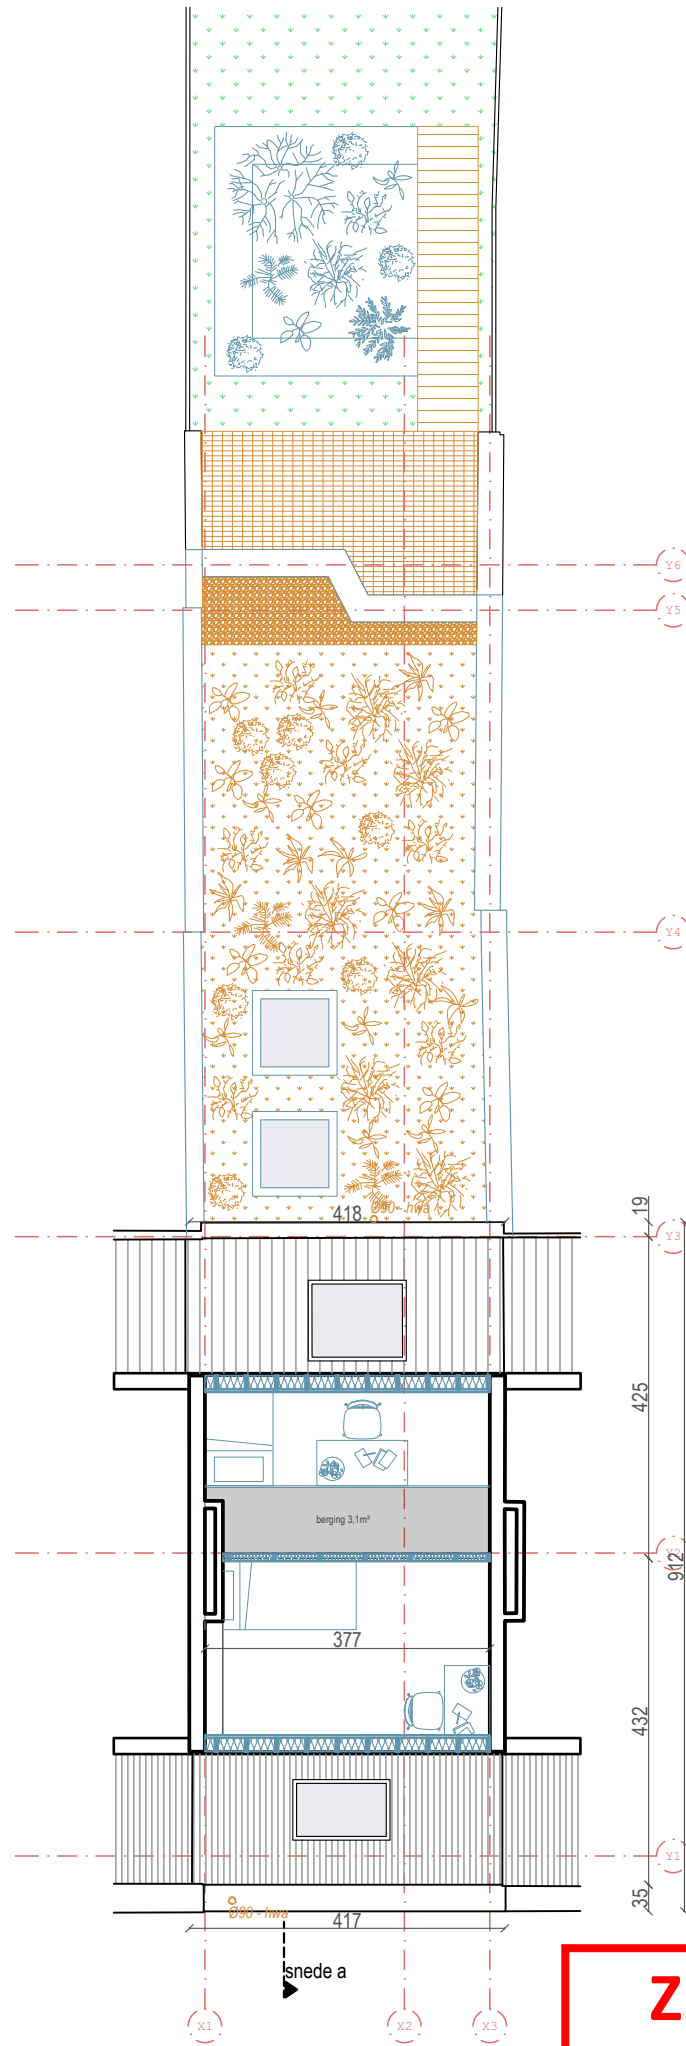 Y6
Y5
Y4
19
418
Ø90 - hwa
Y3
425
berging 3,1m²
Y2
912
377
432
Y1
35
Ø90 - hwa
417
snede a
Z
X1
X2
X3